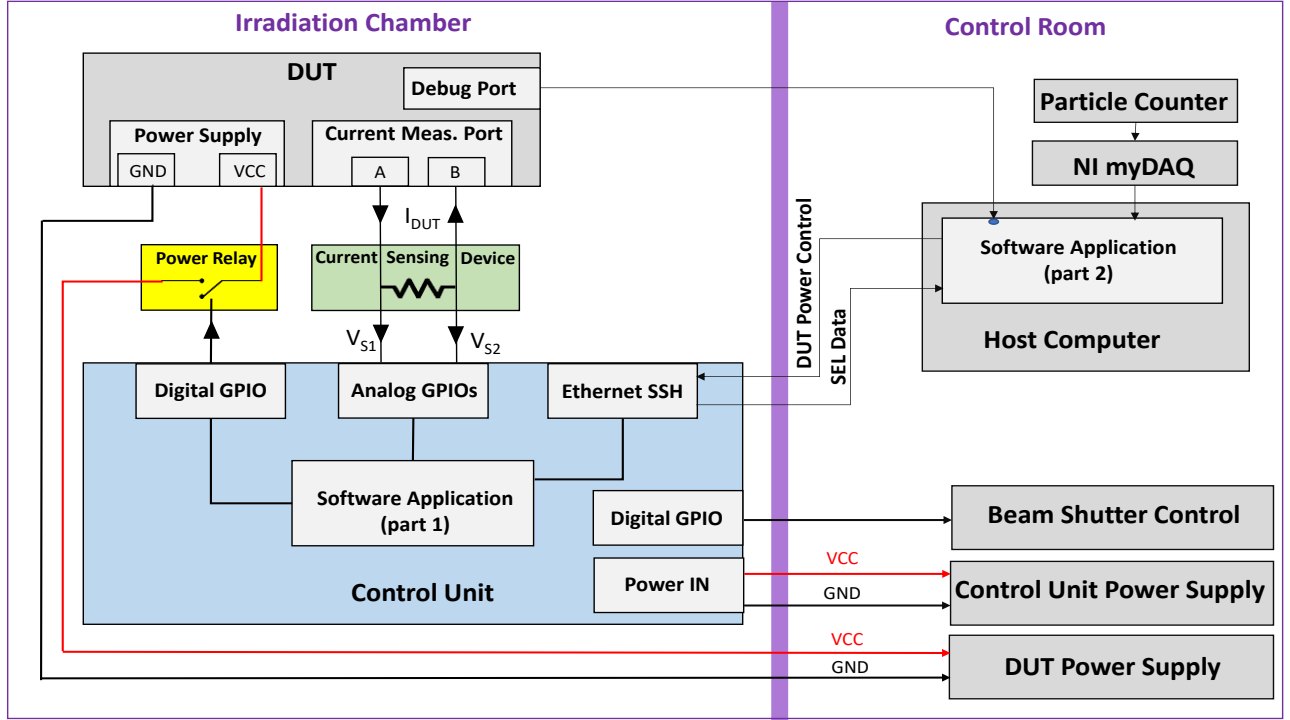 Irradiation Chamber
Control Room
DUT
Debug Port
Power Supply
GND
VCC
Current Meas. Port
A
B
I_DUT
Power Relay
Current Sensing Device
V_S1
V_S2
Particle Counter
NI myDAQ
Software Application
(part 2)
Host Computer
DUT Power Control
SEL Data
Digital GPIO
Analog GPIOs
Ethernet SSH
Software Application
(part 1)
Digital GPIO
Power IN
Control Unit
Beam Shutter Control
VCC
GND
Control Unit Power Supply
VCC
GND
DUT Power Supply